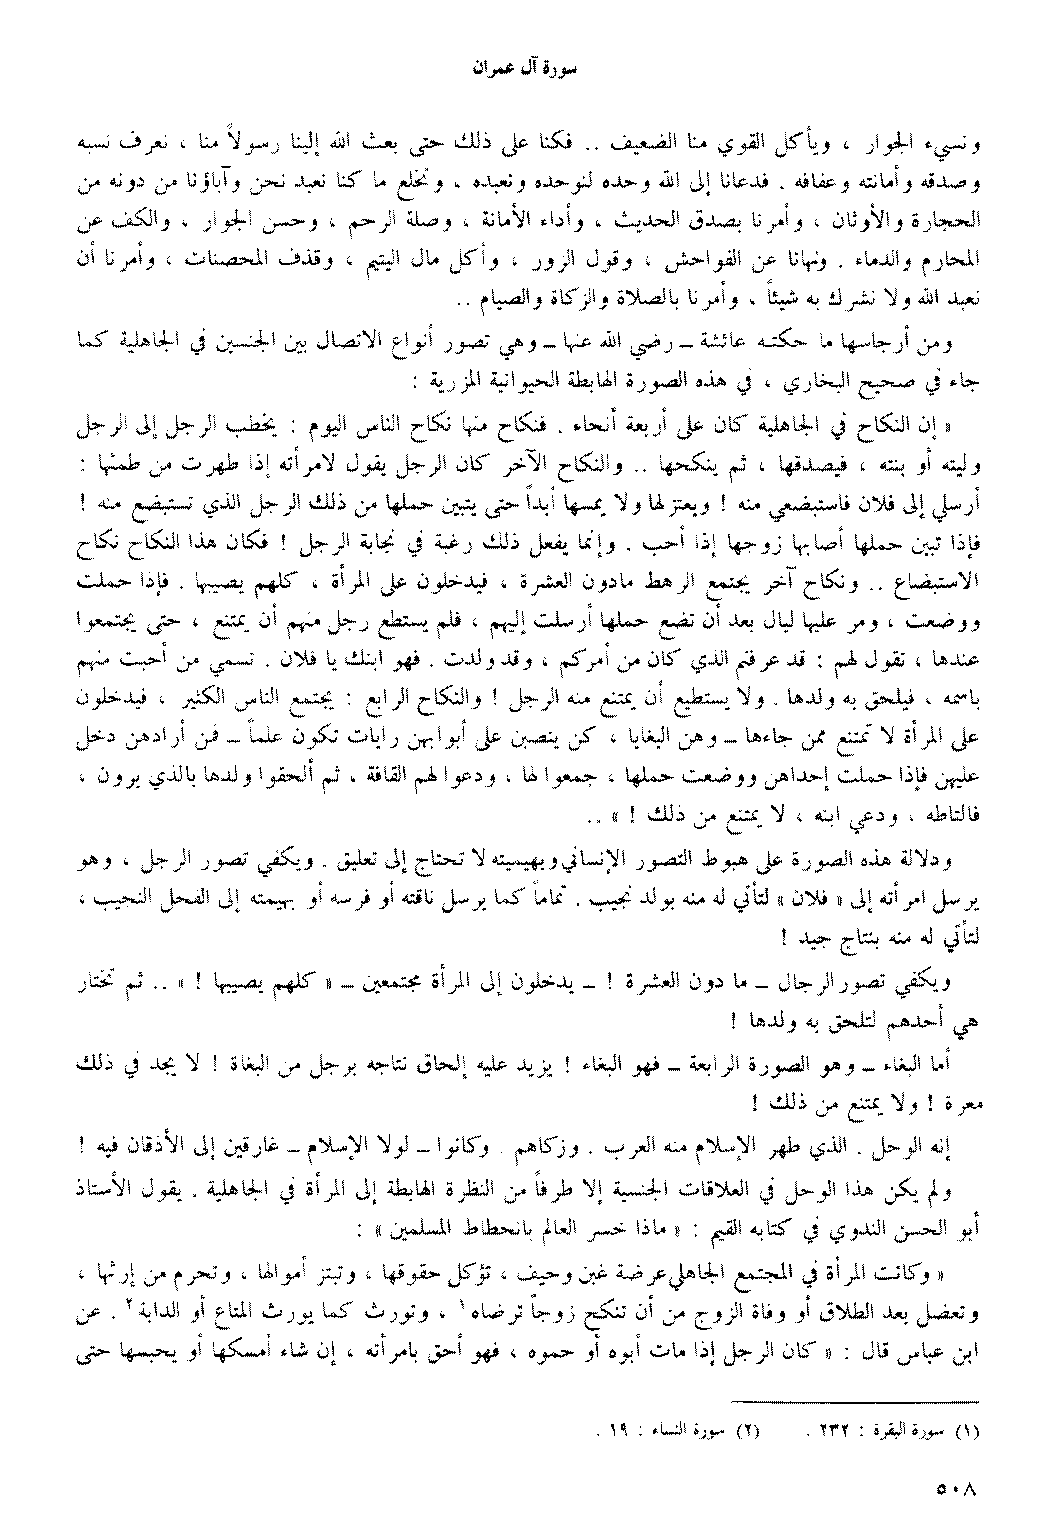 سورة آل عمران
ونسيء الجوار ، ويأكل القوي منا الضعيف .. فكنا على ذلك حتى بعث الله إلينا رسولاً منا ، نعرف نسبه
وصدقه وأمانته وعفافه . فدعانا إلى الله وحده لنوحده ونعبده ، ونخلع ما كنا نعبد نحن وآباؤنا من دونه من
الحجارة والأوثان ، وأمرنا بصدق الحديث ، وأداء الأمانة ، وصلة الرحم ، وحسن الجوار ، والكف عن
المحارم والدماء . ونهانا عن الفواحش ، وقول الزور ، وأكل مال اليتيم ، وقذف المحصنات ، وأمرنا أن
نعبد الله ولا نشرك به شيئاً ، وأمرنا بالصلاة والزكاة والصيام ..
ومن أرجاسها ما حكته عائشة – رضي الله عنها – وهي تصور أنواع الاتصال بين الجنسين في الجاهلية كما
جاء في صحيح البخاري ، في هذه الصورة الهابطة الحيوانية المزرية :
« إن النكاح في الجاهلية كان على أربعة أنحاء . فنكاح منها نكاح الناس اليوم : يخطب الرجل إلى الرجل
وليته أو بنته ، فيصدقها ، ثم ينكحها .. والنكاح الآخر كان الرجل يقول لامرأته إذا طهرت من طمثها :
أرسلي إلى فلان فاستبضعي منه ! ويعتزلها ولا يمسها أبداً حتى يتبين حملها من ذلك الرجل الذي تستبضع منه !
فإذا تبين حملها أصابها زوجها إذا أحب . وإنما يفعل ذلك رغبة في نجابة الرجل ! فكان هذا النكاح نكاح
الاستبضاع .. ونكاح آخر يجتمع الرهط مادون العشرة ، فيدخلون على المرأة ، كلهم يصيبها . فإذا حملت
ووضعت ، ومر عليها ليال بعد أن تضع حملها أرسلت إليهم ، فلم يستطع رجل منهم أن يمتنع ، حتى يجتمعوا
عندها ، تقول لهم : قد عرفتم الذي كان من أمركم ، وقد ولدت . فهو ابنك يا فلان . تسمي من أحبت منهم
باسمه ، فيلحق به ولدها . ولا يستطيع أن يمتنع منه الرجل ! والنكاح الرابع : يجتمع الناس الكثير ، فيدخلون
على المرأة لا تمتنع ممن جاءها – وهن البغايا ، كن ينصبن على أبوابهن رايات تكون علماً – فمن أرادهن دخل
عليهن فإذا حملت إحداهن ووضعت حملها ، جمعوا لها ، ودعوا لهم القافة ، ثم ألحقوا ولدها بالذي يرون ،
فالتاطه ، ودعي ابنه ، لا يمتنع من ذلك ! » ..
ودلالة هذه الصورة على هبوط التصور الإنساني وبهيميته لا تحتاج إلى تعليق . ويكفي تصور الرجل ، وهو
يرسل امرأته إلى « فلان » لتأتي له منه بولد نجيب . تماماً كما يرسل ناقته أو فرسه أو بهيمته إلى الفحل النجيب ،
لتأتي له منه بنتاج جيد !
ويكفي تصور الرجال – ما دون العشرة ! – يدخلون إلى المرأة مجتمعين – « كلهم يصيبها ! » .. ثم تختار
هي أحدهم لتلحق به ولدها !
أما البغاء – وهو الصورة الرابعة – فهو البغاء ! يزيد عليه إلحاق نتاجه برجل من البغاة ! لا يجد في ذلك
معرة ! ولا يمتنع من ذلك !
إنه الوحل . الذي طهر الإسلام منه العرب . وزكاهم . وكانوا – لولا الإسلام – غارقين إلى الأذقان فيه !
ولم يكن هذا الوحل في العلاقات الجنسية إلا طرفاً من النظرة الهابطة إلى المرأة في الجاهلية . يقول الأستاذ
أبو الحسن الندوي في كتابه القيم : « ماذا خسر العالم بانحطاط المسلمين » :
« وكانت المرأة في المجتمع الجاهلي عرضة غبن وحيف ، تؤكل حقوقها ، وتبتز أموالها ، وتحرم من إرثها ،
وتعضل بعد الطلاق أو وفاة الزوج من أن تنكح زوجاً ترضاه١ ، وتورث كما يورث المتاع أو الدابة٢ . عن
ابن عباس قال : « كان الرجل إذا مات أبوه أو حموه ، فهو أحق بامرأته ، إن شاء أمسكها أو يحبسها حتى
(١) سورة البقرة : ٢٣٢ . (٢) سورة النساء : ١٩ .
٥٠٨